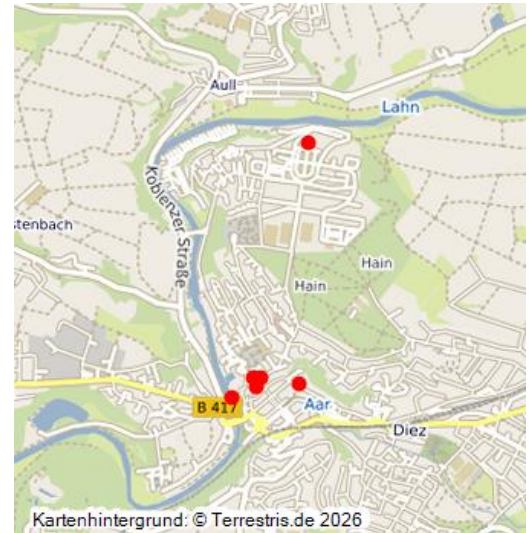 Aull
Lahn
Koblenzer Straße
stenbach
Hain
Hain
B 417
Aar
Diez
Kartenhintergrund: © Terrestris.de 2026